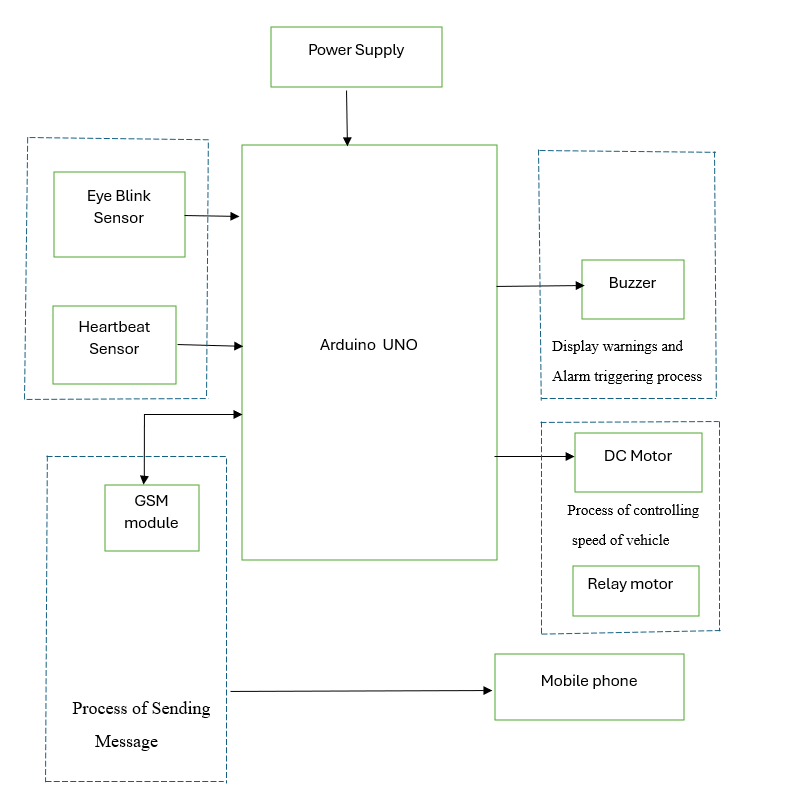 Power Supply
Eye Blink
Sensor
Heartbeat
Sensor
Arduino  UNO
Buzzer
Display warnings and
Alarm triggering process
DC Motor
Process of controlling
speed of vehicle
Relay motor
GSM
module
Process of Sending
Message
Mobile phone